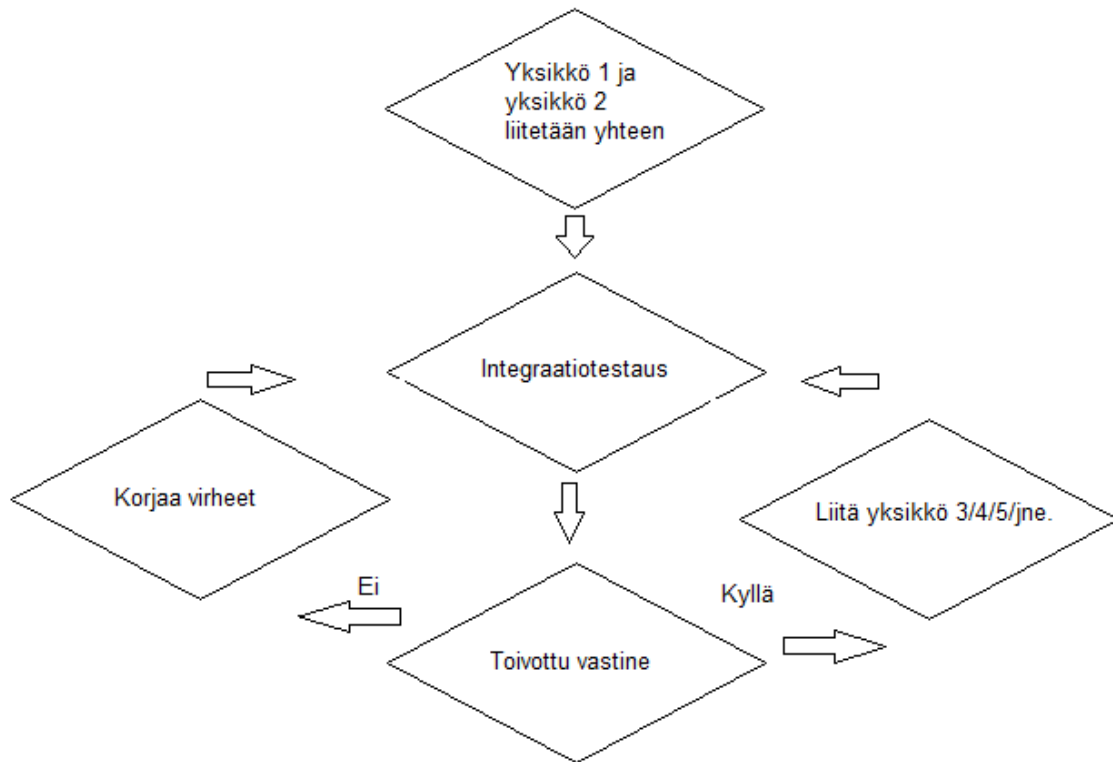 Yksikkö 1 ja
yksikkö 2
liitetään yhteen
Integraatiotestaus
Korjaa virheet
Liitä yksikkö 3/4/5/jne.
Ei
Kyllä
Toivottu vastine